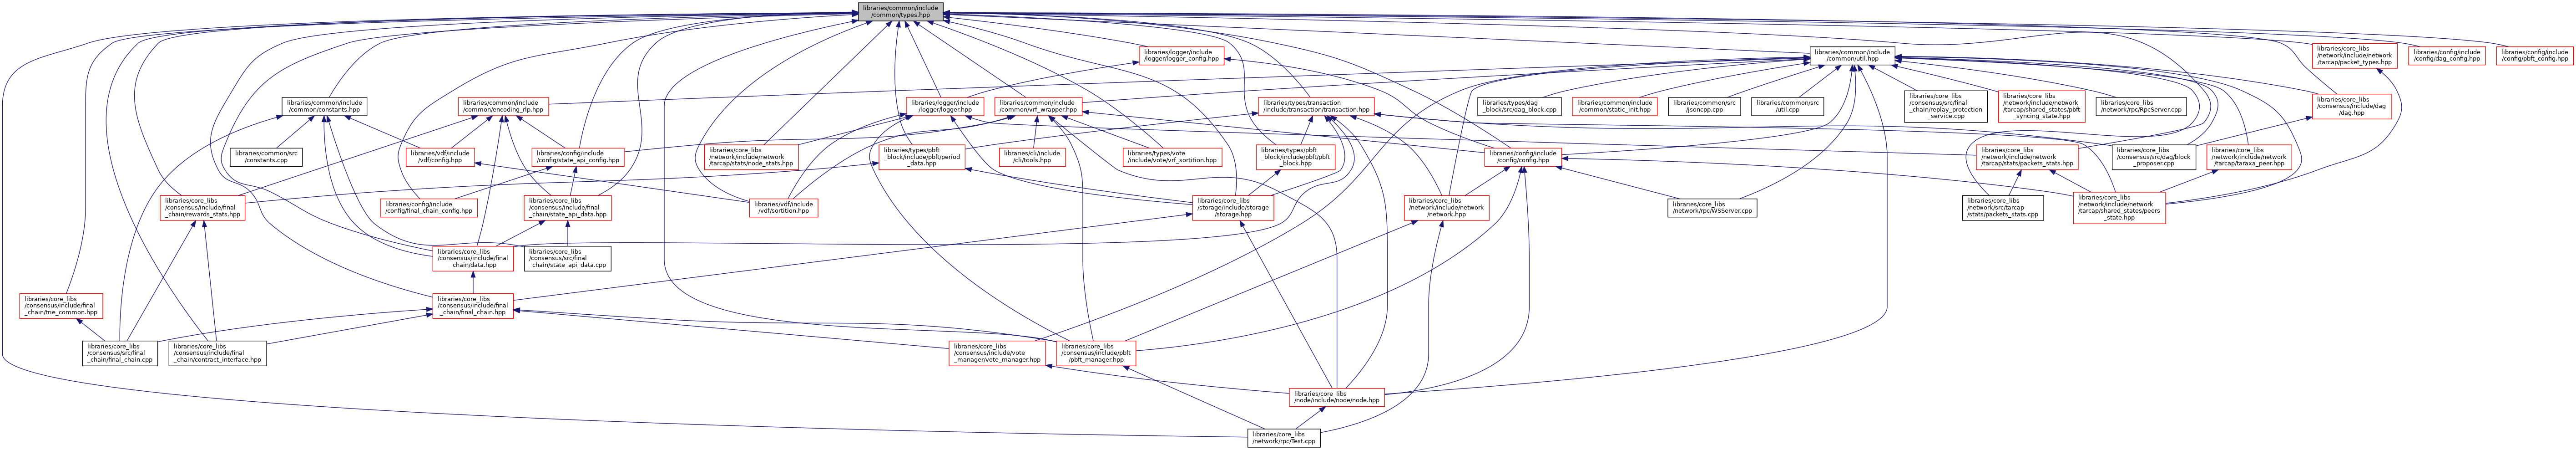 libraries/common/include
/common/types.hpp
libraries/logger/include
/logger/logger_config.hpp
libraries/common/include
/common/util.hpp
libraries/core_libs
/network/include/network
/tarcap/packet_types.hpp
libraries/config/include
/config/dag_config.hpp
libraries/config/include
/config/pbft_config.hpp
libraries/common/include
/common/constants.hpp
libraries/common/include
/common/encoding_rlp.hpp
libraries/logger/include
/logger/logger.hpp
libraries/common/include
/common/vrf_wrapper.hpp
libraries/types/transaction
/include/transaction/transaction.hpp
libraries/types/dag
_block/src/dag_block.cpp
libraries/common/include
/common/static_init.hpp
libraries/common/src
/jsoncpp.cpp
libraries/common/src
/util.cpp
libraries/core_libs
/consensus/src/final
_chain/replay_protection
_service.cpp
libraries/core_libs
/network/include/network
/tarcap/shared_states/pbft
_syncing_state.hpp
libraries/core_libs
/network/rpc/RpcServer.cpp
libraries/core_libs
/consensus/include/dag
/dag.hpp
libraries/common/src
/constants.cpp
libraries/vdf/include
/vdf/config.hpp
libraries/config/include
/config/state_api_config.hpp
libraries/core_libs
/network/include/network
/tarcap/stats/node_stats.hpp
libraries/types/pbft
_block/include/pbft/period
_data.hpp
libraries/cli/include
/cli/tools.hpp
libraries/types/vote
/include/vote/vrf_sortition.hpp
libraries/types/pbft
_block/include/pbft/pbft
_block.hpp
libraries/config/include
/config/config.hpp
libraries/core_libs
/network/include/network
/tarcap/stats/packets_stats.hpp
libraries/core_libs
/consensus/src/dag/block
_proposer.cpp
libraries/core_libs
/network/include/network
/tarcap/taraxa_peer.hpp
libraries/core_libs
/consensus/include/final
_chain/rewards_stats.hpp
libraries/config/include
/config/final_chain_config.hpp
libraries/core_libs
/consensus/include/final
_chain/state_api_data.hpp
libraries/vdf/include
/vdf/sortition.hpp
libraries/core_libs
/storage/include/storage
/storage.hpp
libraries/core_libs
/network/include/network
/network.hpp
libraries/core_libs
/network/rpc/WSServer.cpp
libraries/core_libs
/network/src/tarcap
/stats/packets_stats.cpp
libraries/core_libs
/network/include/network
/tarcap/shared_states/peers
_state.hpp
libraries/core_libs
/consensus/include/final
_chain/data.hpp
libraries/core_libs
/consensus/src/final
_chain/state_api_data.cpp
libraries/core_libs
/consensus/include/final
_chain/trie_common.hpp
libraries/core_libs
/consensus/include/final
_chain/final_chain.hpp
libraries/core_libs
/consensus/src/final
_chain/final_chain.cpp
libraries/core_libs
/consensus/include/final
_chain/contract_interface.hpp
libraries/core_libs
/consensus/include/vote
_manager/vote_manager.hpp
libraries/core_libs
/consensus/include/pbft
/pbft_manager.hpp
libraries/core_libs
/node/include/node/node.hpp
libraries/core_libs
/network/rpc/Test.cpp